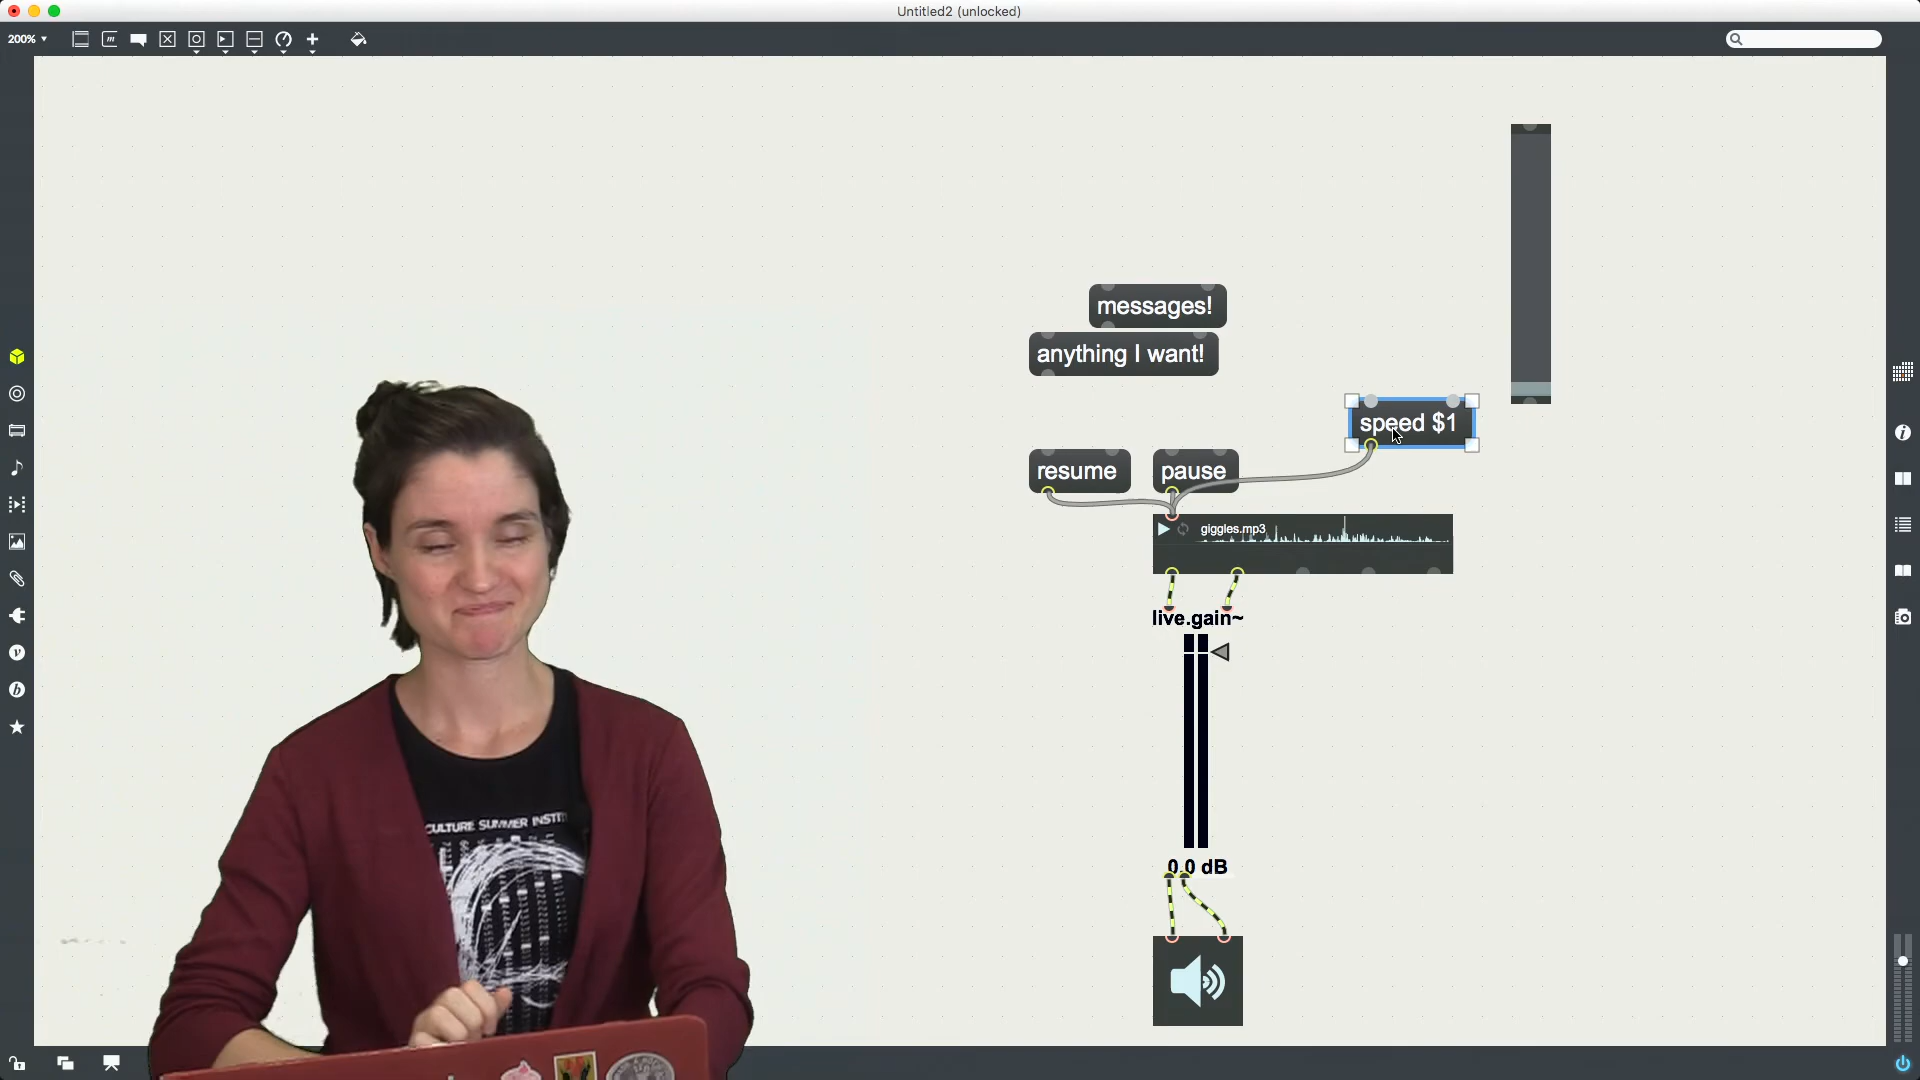 Untitled2 (unlocked)
200%
messages!
anything I want!
speed $1
resume
pause
giggles.mp3
live.gain~
0.0 dB
CULTURE SUMMER INSTIT